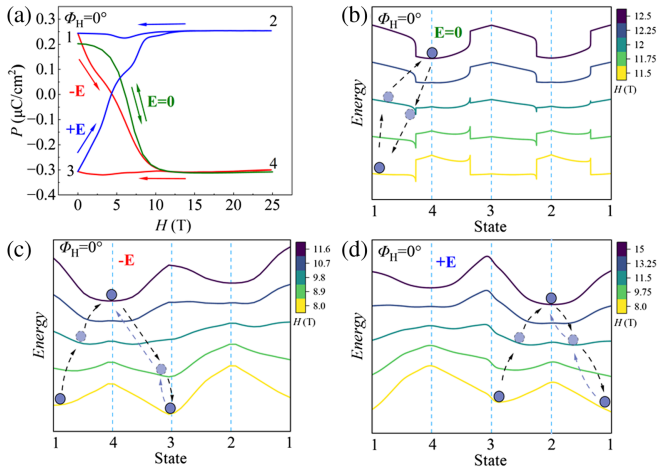 (a)
Φ_H=0°
0.3
0.2
0.1
0.0
−0.1
−0.2
−0.3
−0.4
P (μC/cm²)
1
2
3
4
-E
+E
E=0
0
5
10
15
20
25
H (T)
(b)
Φ_H=0°
E=0
Energy
1
4
3
2
1
State
12.5
12.25
12
11.75
11.5
H (T)
(c)
Φ_H=0°
-E
Energy
1
4
3
2
1
State
11.6
10.7
9.8
8.9
8.0
H (T)
(d)
Φ_H=0°
+E
Energy
1
4
3
2
1
State
15
13.25
11.5
9.75
8.0
H (T)